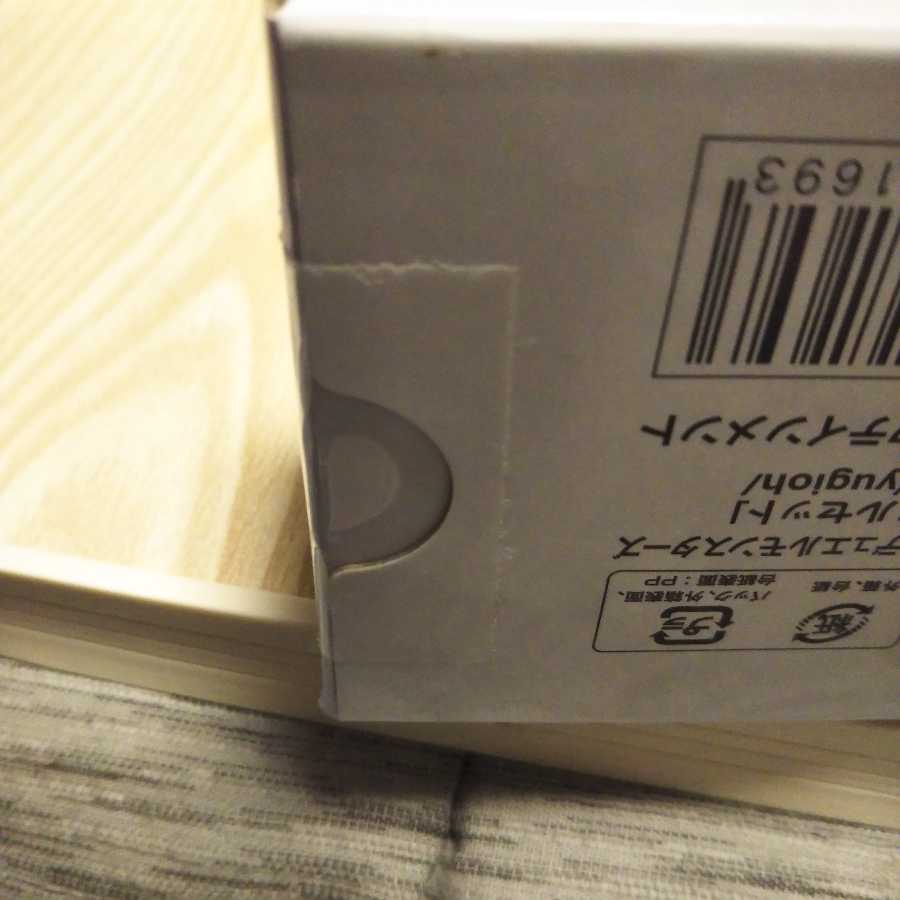 紙
プラ
外箱、台紙
パック、外箱表面、
台紙表面：PP
デュエルモンスターズ
ルセット」
yugioh/
テインメント
1693